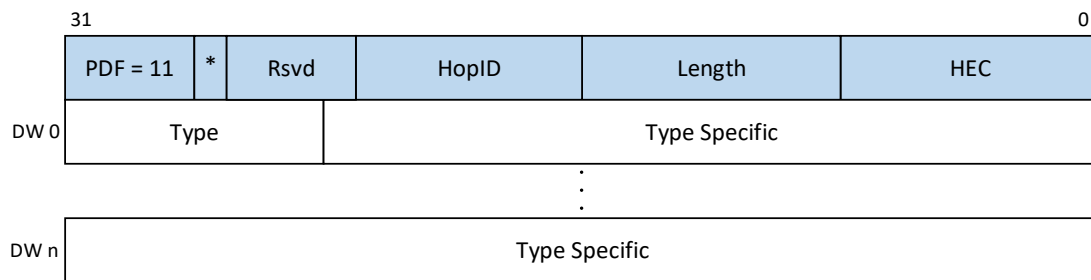 31 0
PDF = 11 * Rsvd HopID Length HEC
DW 0 Type Type Specific
DW n Type Specific